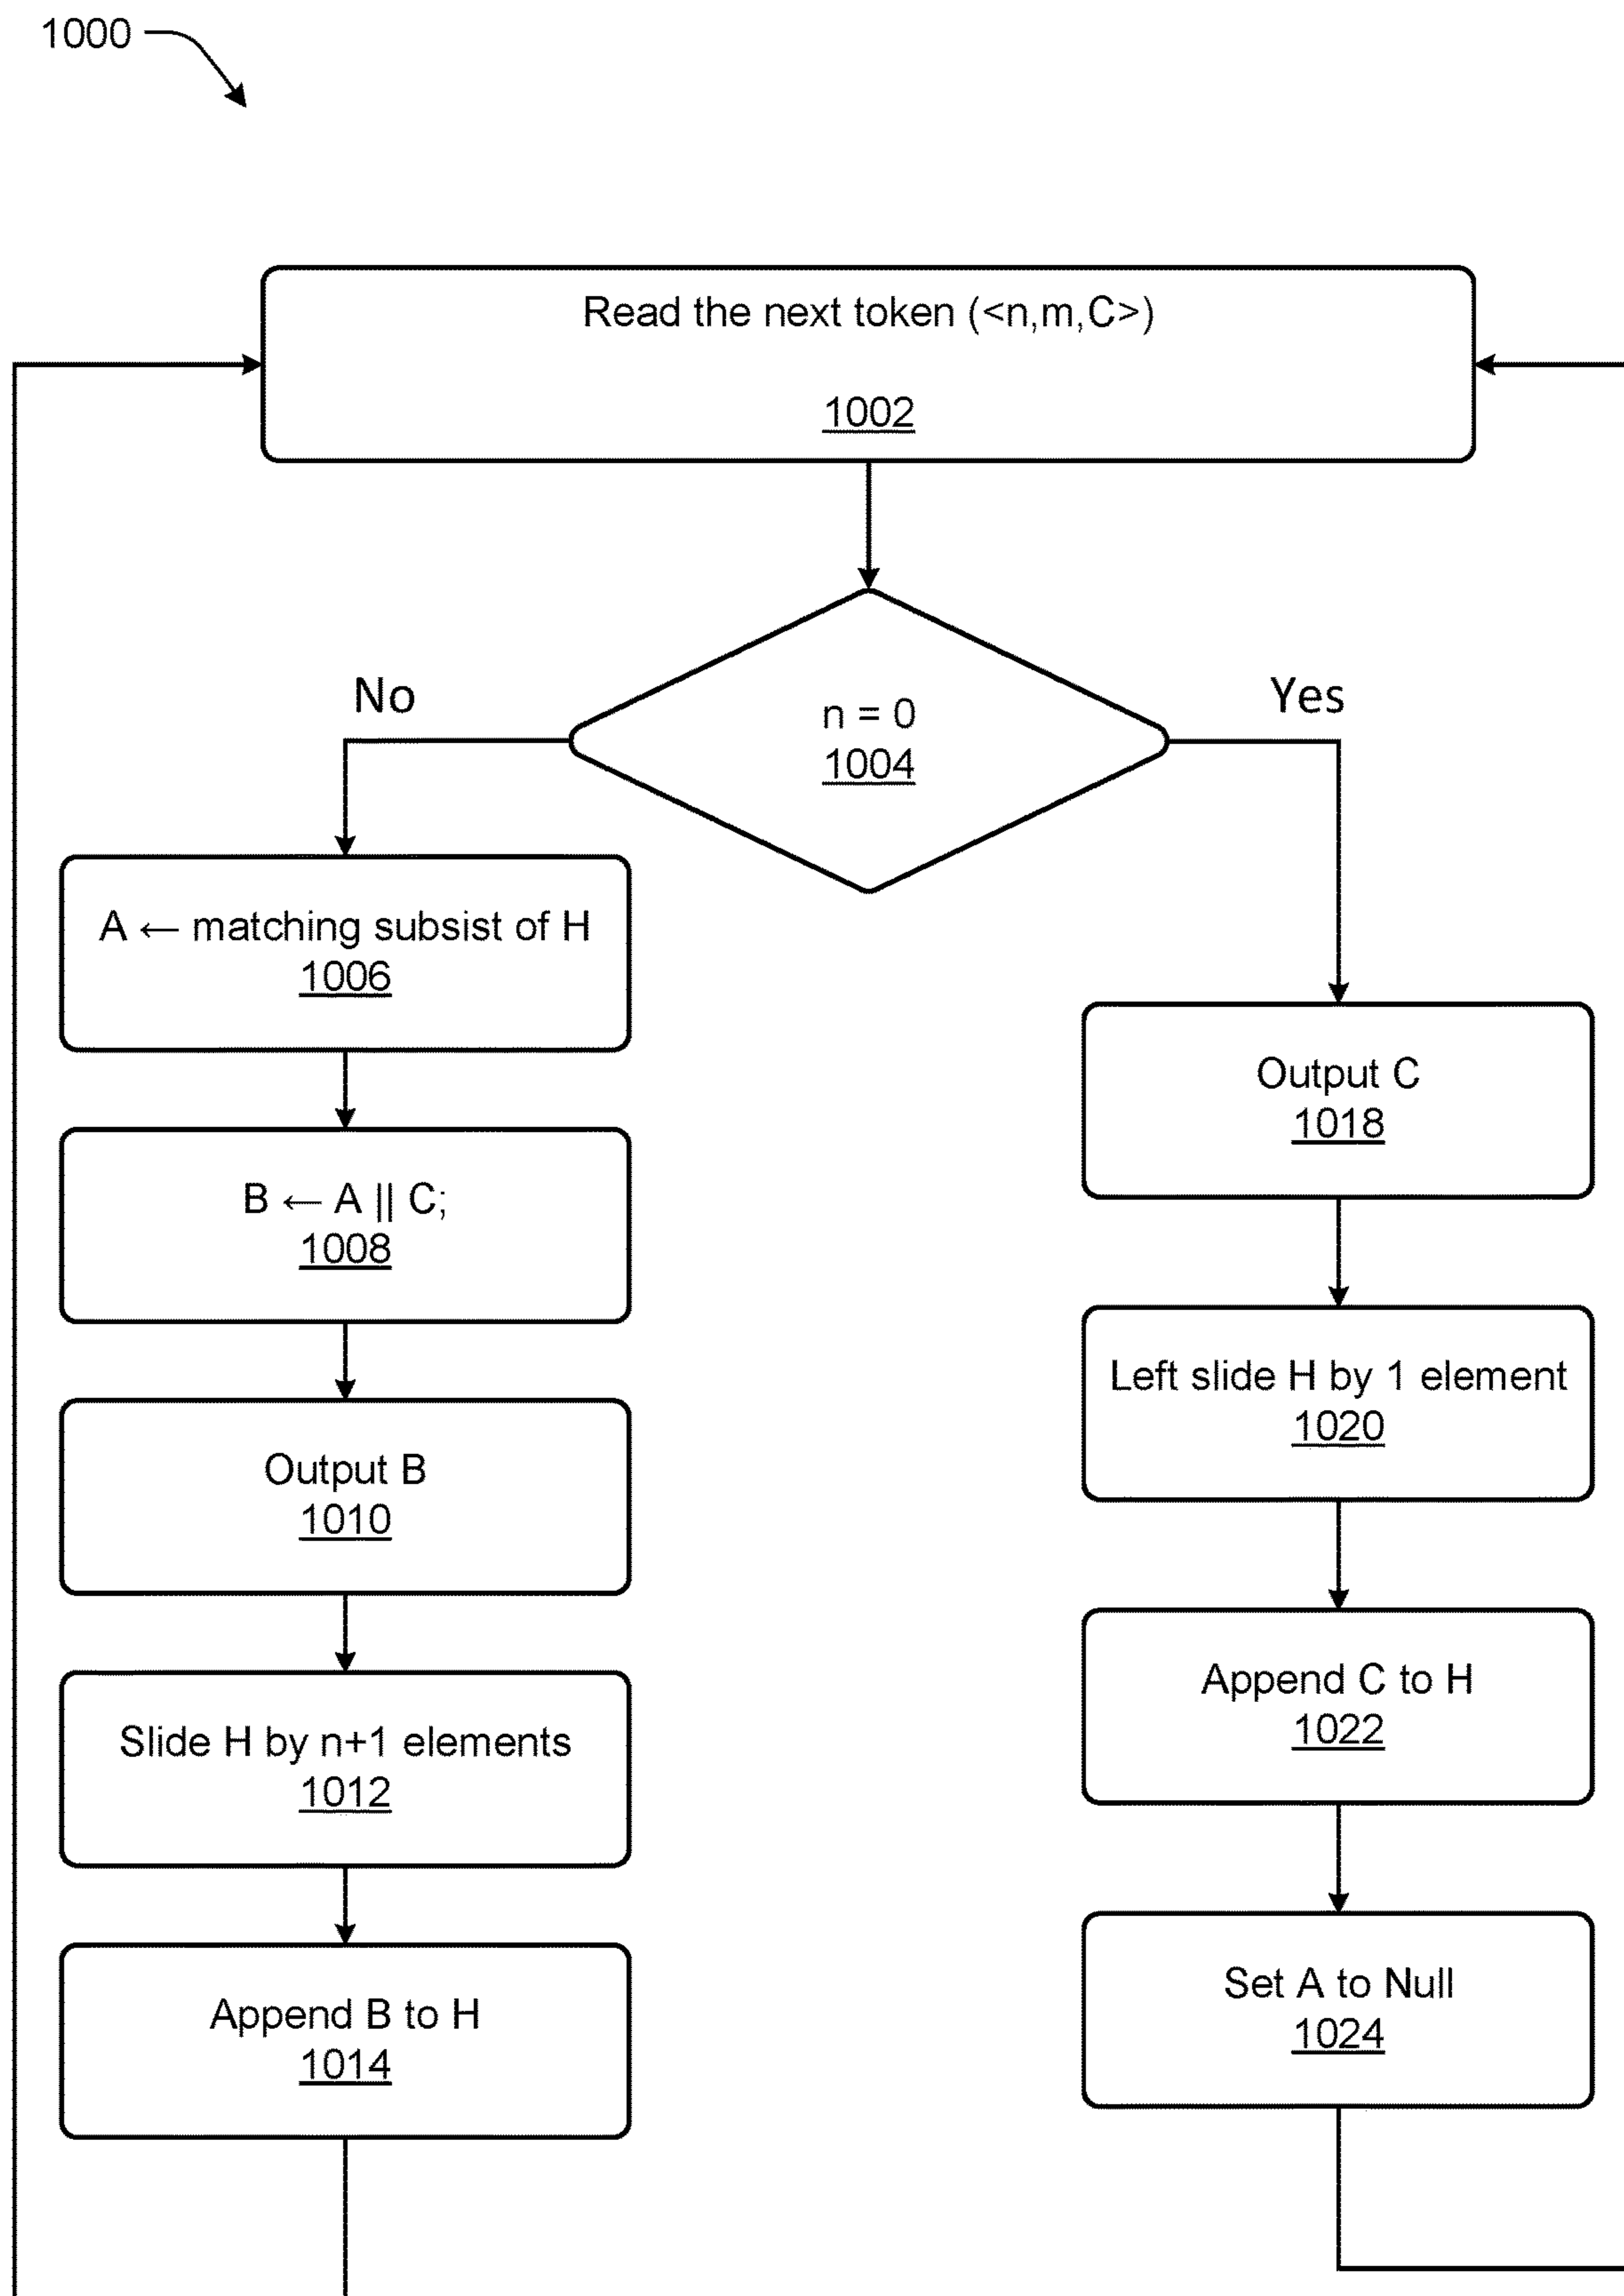 1000
Read the next token (<n,m,C>)
1002
No
Yes
n = 0
1004
A ← matching subsist of H
1006
B ← A || C;
1008
Output B
1010
Slide H by n+1 elements
1012
Append B to H
1014
Output C
1018
Left slide H by 1 element
1020
Append C to H
1022
Set A to Null
1024